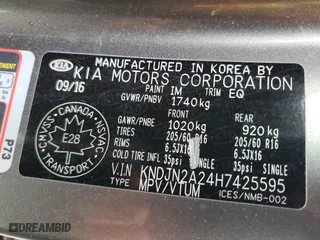 MANUFACTURED IN KOREA BY
KIA KIA MOTORS CORPORATION
09/16 PAINT IM TRIM EQ
GVWR/PNBV 1740kg
GAWR/PNBE FRONT 1020kg REAR 920kg
TIRES 205/60 R16 205/60 R16
RIMS 6.5JX16 6.5JX16
COLD TIRE INFL 35psi SINGLE 35psi SINGLE
V.I.N KNDJN2A24H7425595
TYPE MPV/VTUM ICES/NMB-002
CANADA
NSVAC
TRANSPORT
CMVSS
E28
P73
© DEALERSHIP